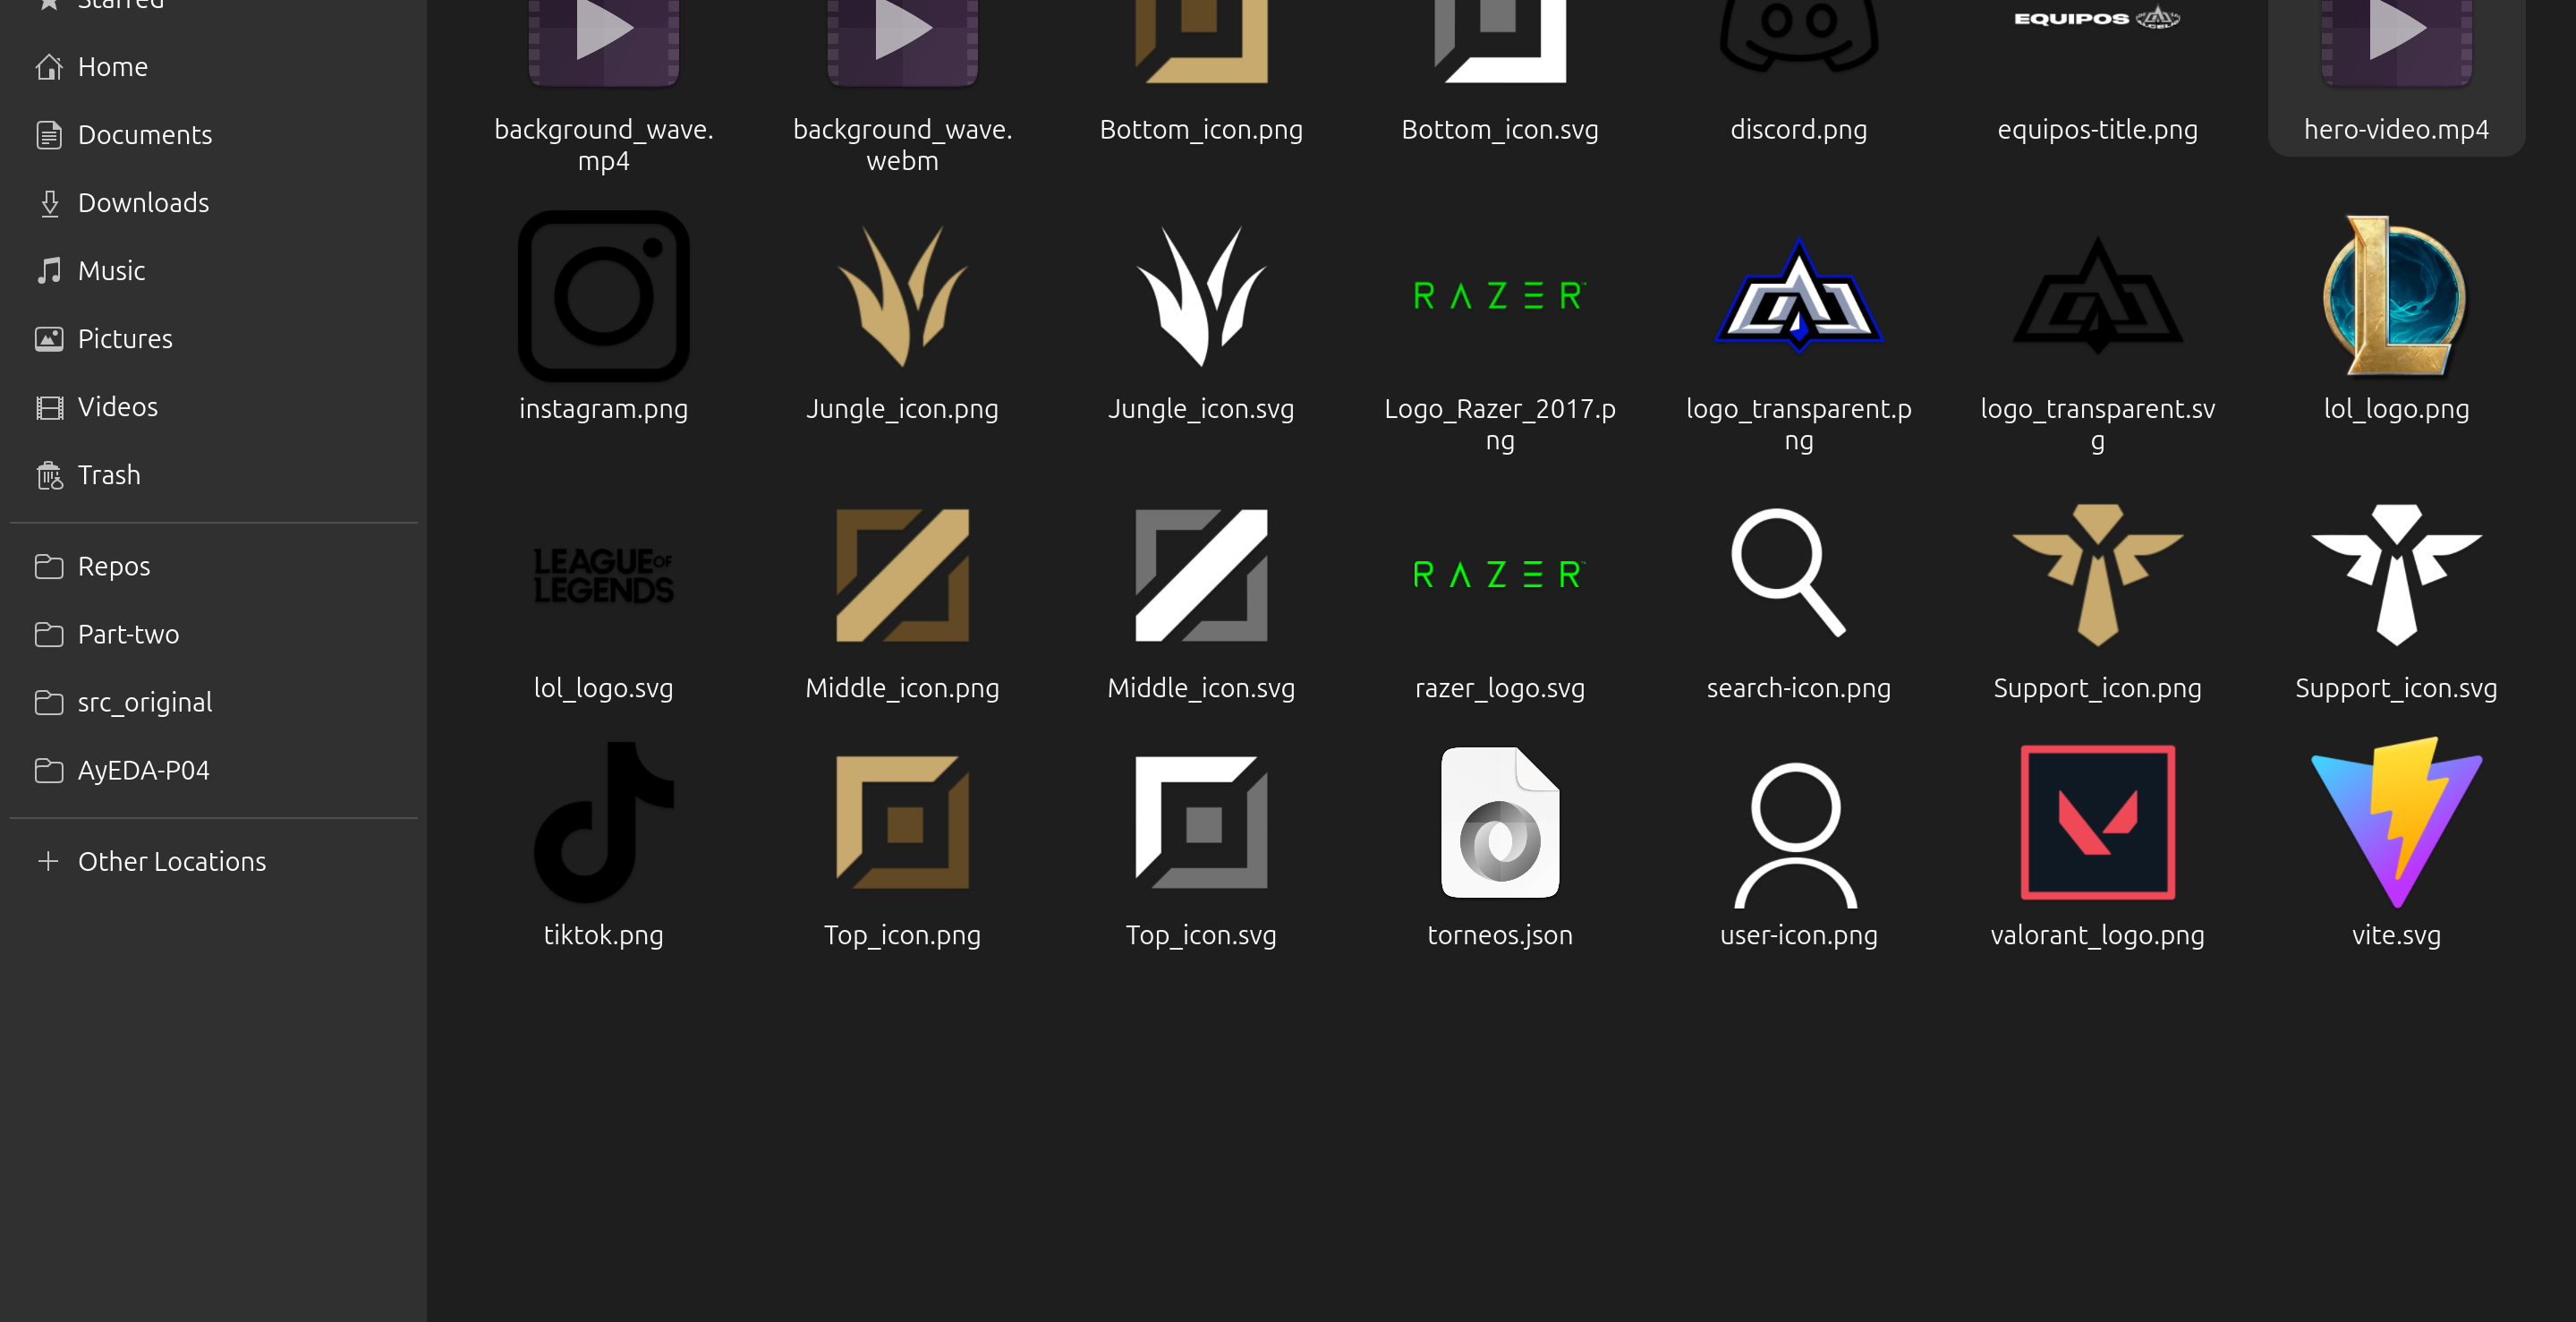 Starred
Home
Documents
Downloads
Music
Pictures
Videos
Trash
Repos
Part-two
src_original
AyEDA-P04
Other Locations
EQUIPOS
background_wave.
mp4
background_wave.
webm
Bottom_icon.png
Bottom_icon.svg
discord.png
equipos-title.png
hero-video.mp4
RAZER
instagram.png
Jungle_icon.png
Jungle_icon.svg
Logo_Razer_2017.p
ng
logo_transparent.p
ng
logo_transparent.sv
g
lol_logo.png
LEAGUE OF
LEGENDS
RAZER
lol_logo.svg
Middle_icon.png
Middle_icon.svg
razer_logo.svg
search-icon.png
Support_icon.png
Support_icon.svg
tiktok.png
Top_icon.png
Top_icon.svg
torneos.json
user-icon.png
valorant_logo.png
vite.svg